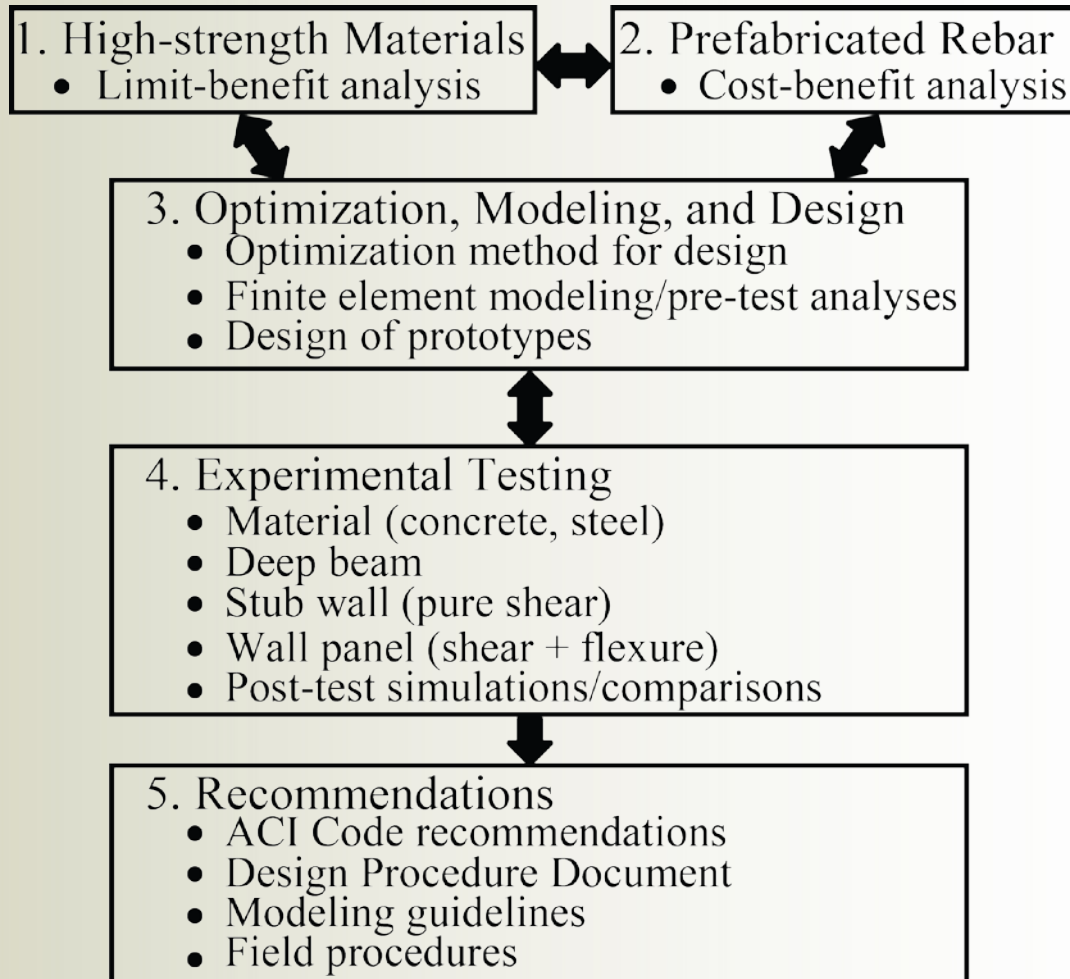 1. High-strength Materials
• Limit-benefit analysis
2. Prefabricated Rebar
• Cost-benefit analysis
3. Optimization, Modeling, and Design
• Optimization method for design
• Finite element modeling/pre-test analyses
• Design of prototypes
4. Experimental Testing
• Material (concrete, steel)
• Deep beam
• Stub wall (pure shear)
• Wall panel (shear + flexure)
• Post-test simulations/comparisons
5. Recommendations
• ACI Code recommendations
• Design Procedure Document
• Modeling guidelines
• Field procedures